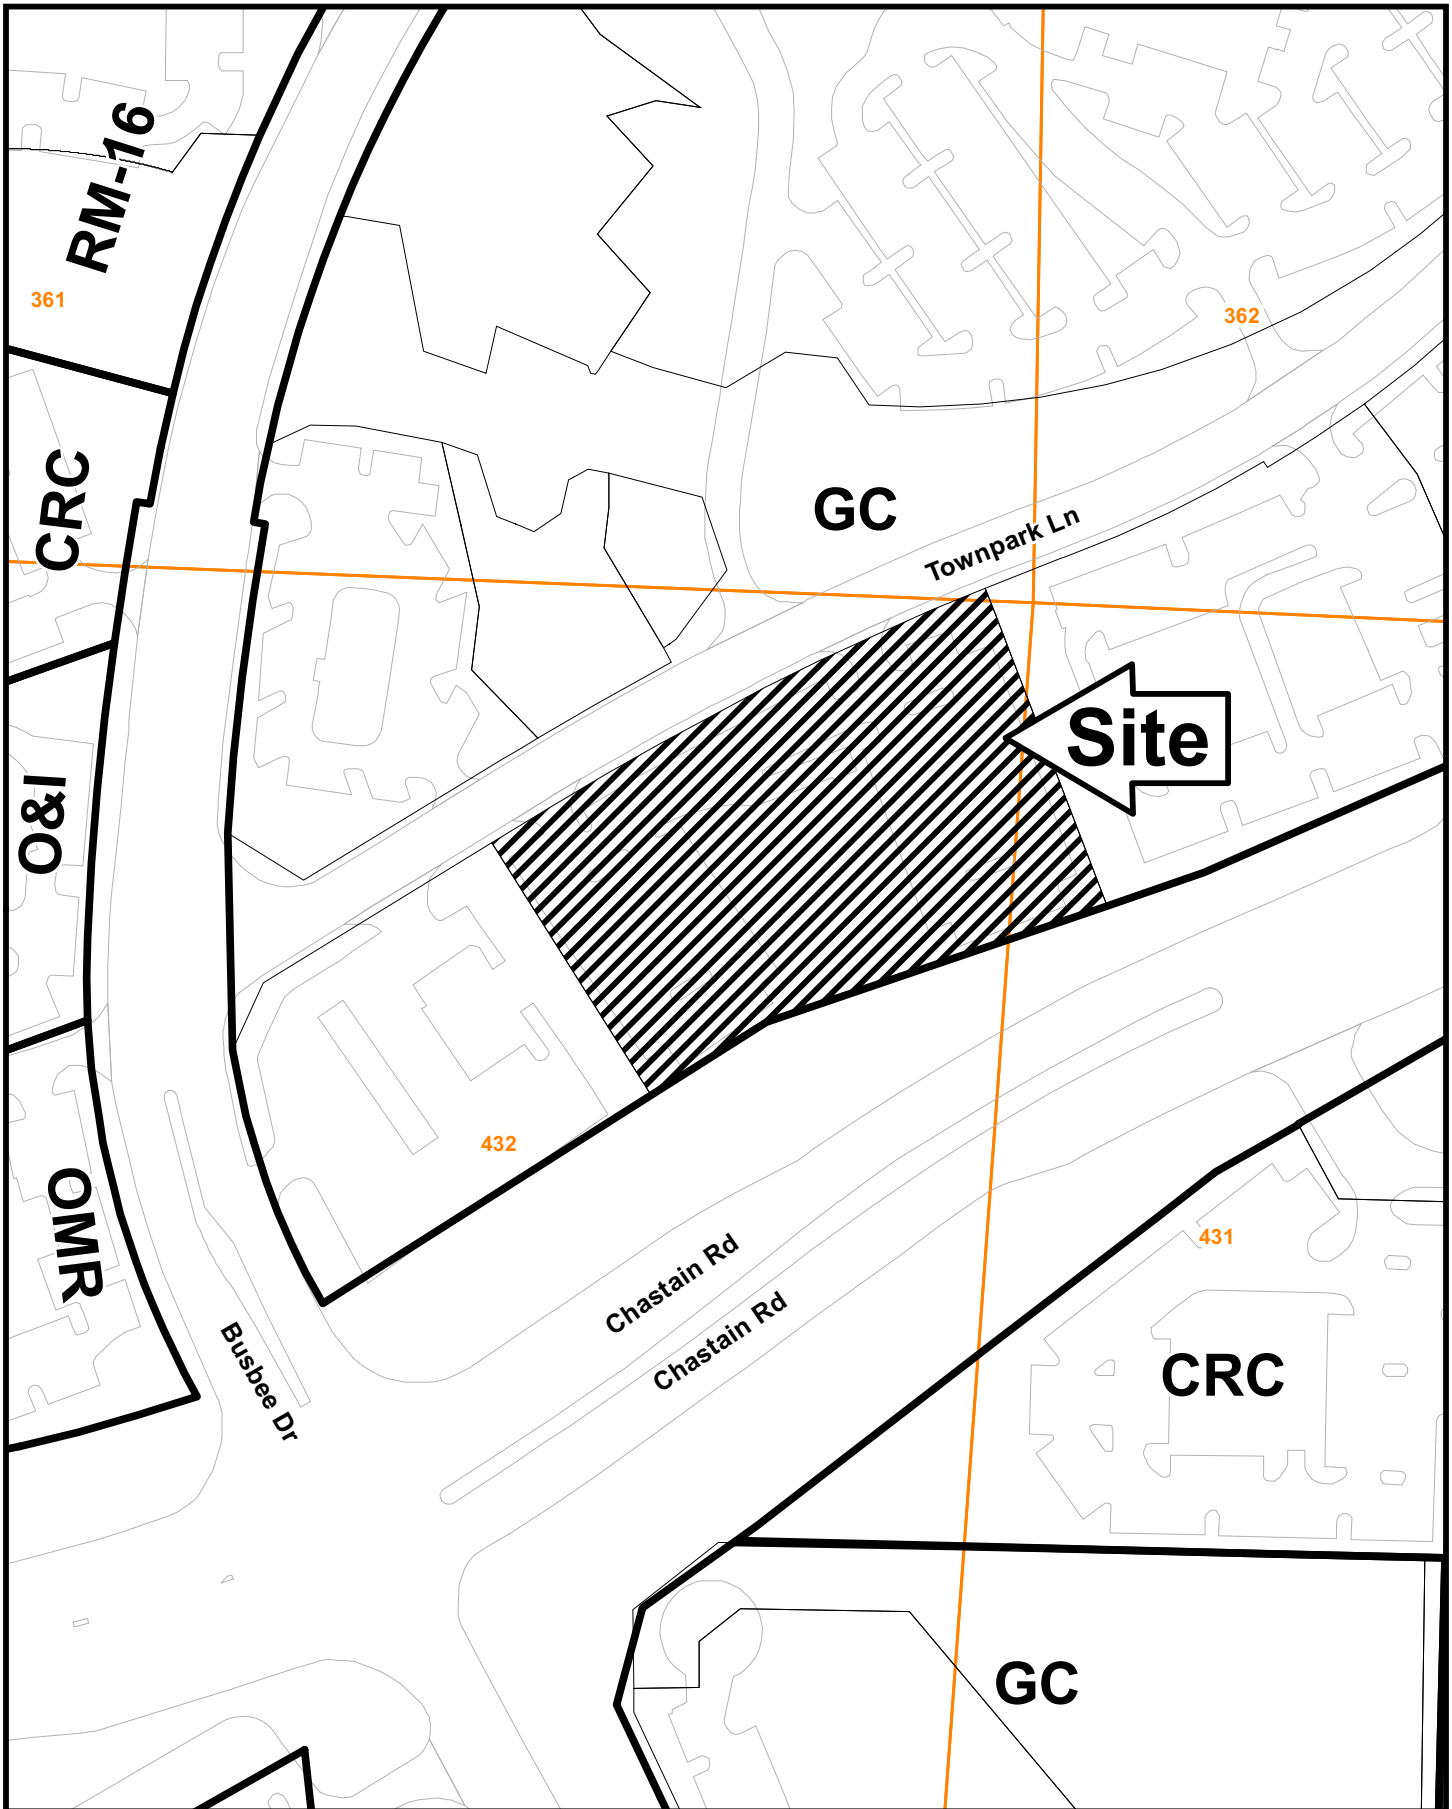 RM-16
361
362
CRC
GC
Townpark Ln
Site
O&I
432
OMR
431
Chastain Rd
Chastain Rd
Busbee Dr
CRC
GC